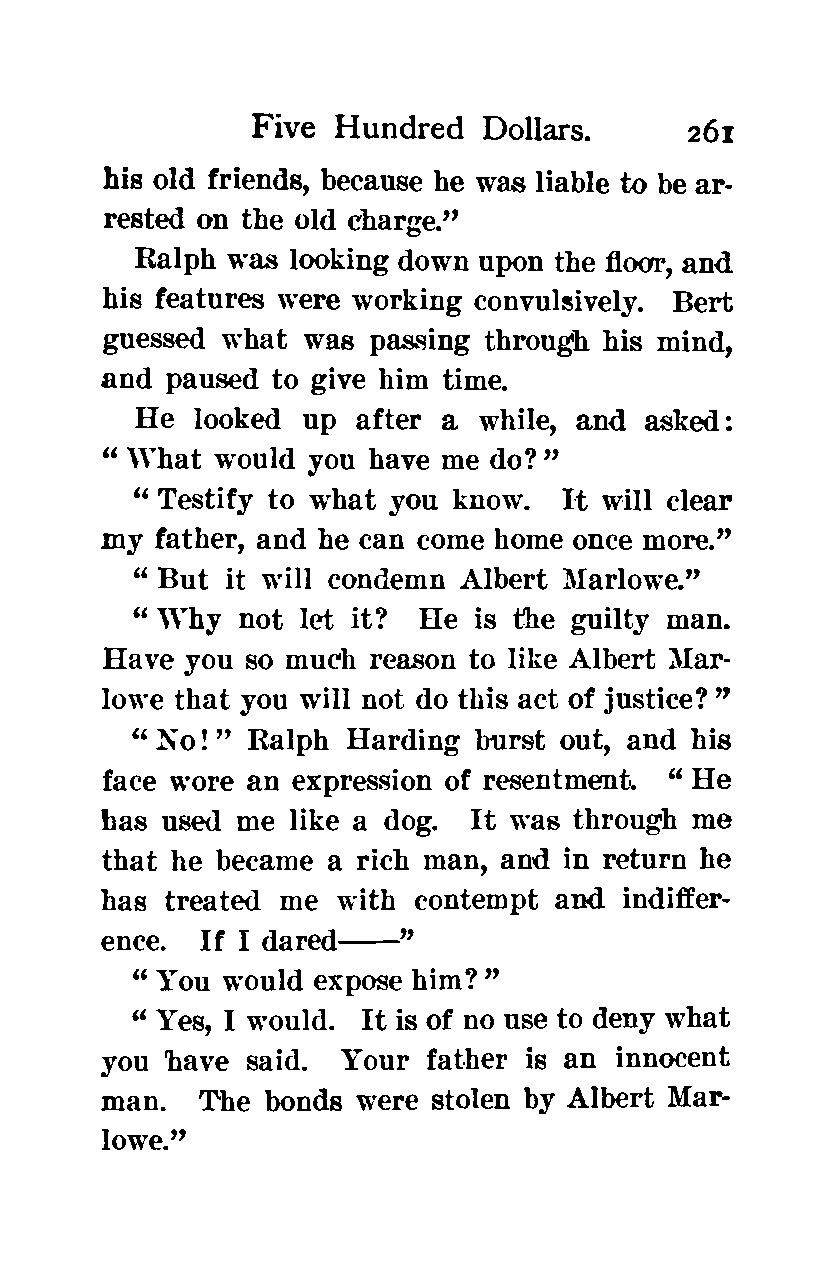 Five Hundred Dollars. 261
his old friends, because he was liable to be ar-
rested on the old charge.”
Ralph was looking down upon the floor, and
his features were working convulsively. Bert
guessed what was passing through his mind,
and paused to give him time.
He looked up after a while, and asked:
“ What would you have me do? ”
“ Testify to what you know. It will clear
my father, and he can come home once more.”
“ But it will condemn Albert Marlowe.”
“ Why not let it? He is the guilty man.
Have you so much reason to like Albert Mar-
lowe that you will not do this act of justice? ”
“ No! ” Ralph Harding burst out, and his
face wore an expression of resentment. “ He
has used me like a dog. It was through me
that he became a rich man, and in return he
has treated me with contempt and indiffer-
ence. If I dared——”
“ You would expose him? ”
“ Yes, I would. It is of no use to deny what
you have said. Your father is an innocent
man. The bonds were stolen by Albert Mar-
lowe.”